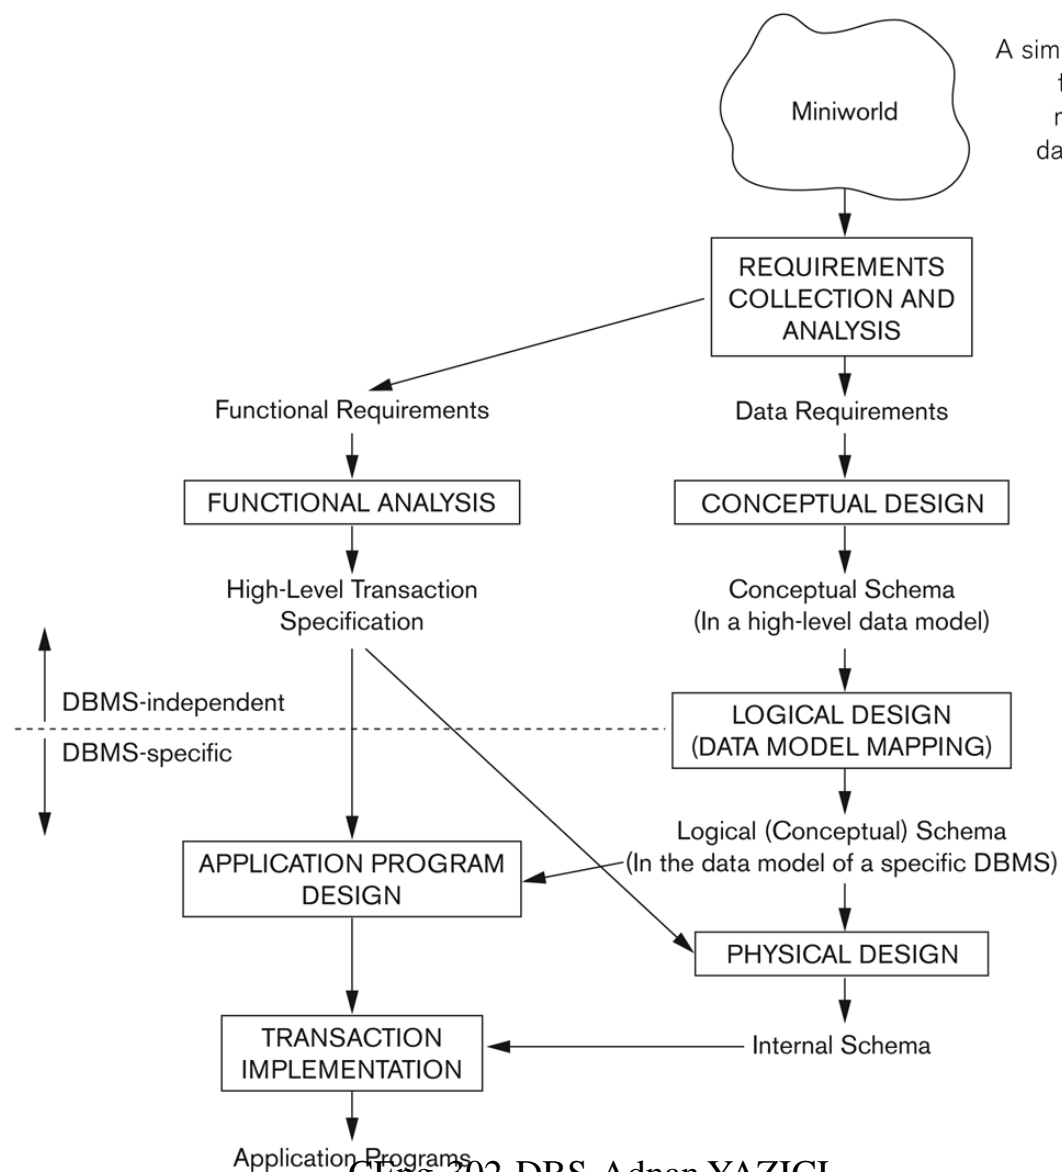 Miniworld
A sim
REQUIREMENTS
COLLECTION AND
ANALYSIS
Functional Requirements
Data Requirements
FUNCTIONAL ANALYSIS
CONCEPTUAL DESIGN
High-Level Transaction
Specification
Conceptual Schema
(In a high-level data model)
DBMS-independent
DBMS-specific
LOGICAL DESIGN
(DATA MODEL MAPPING)
Logical (Conceptual) Schema
(In the data model of a specific DBMS)
APPLICATION PROGRAM
DESIGN
PHYSICAL DESIGN
TRANSACTION
IMPLEMENTATION
Internal Schema
Application Programs
CEng 302-DBS-Adnan YAZICI